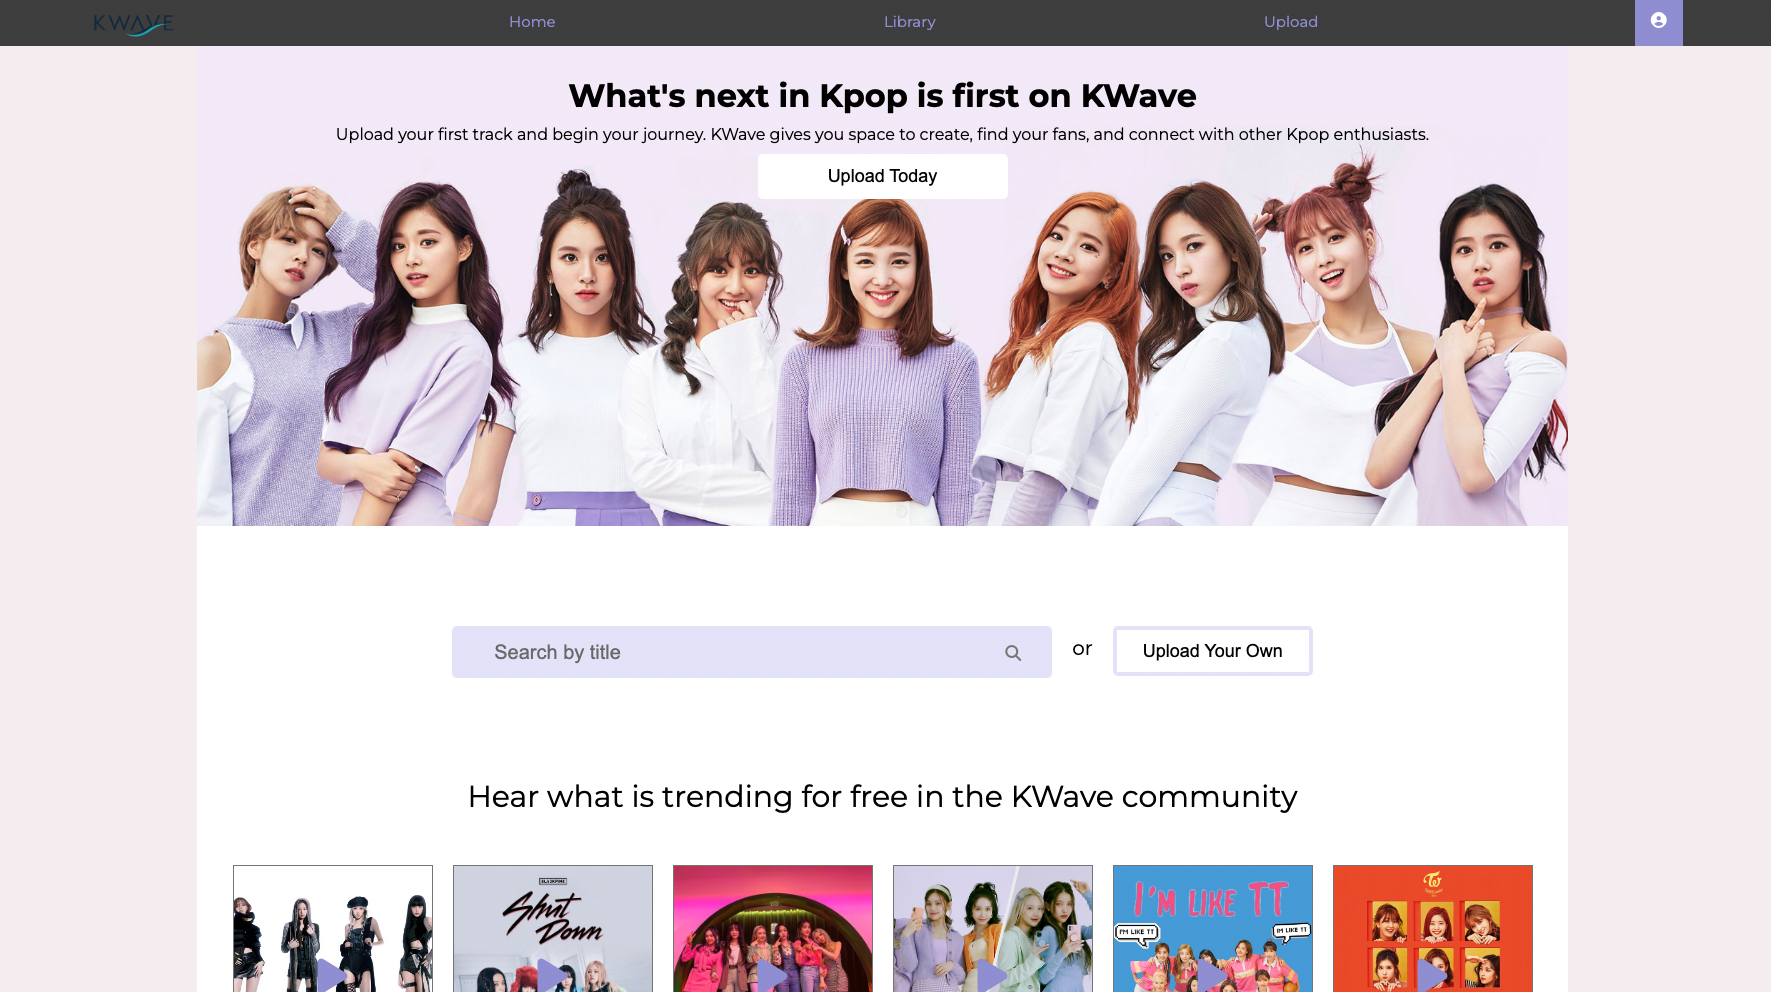 KWAVE
Home
Library
Upload
What's next in Kpop is first on KWave
Upload your first track and begin your journey. KWave gives you space to create, find your fans, and connect with other Kpop enthusiasts.
Upload Today
Search by title
or
Upload Your Own
Hear what is trending for free in the KWave community
BLACKPINK
Shut
Down
I'M LIKE TT
I'M LIKE TT
IM LIKE TT